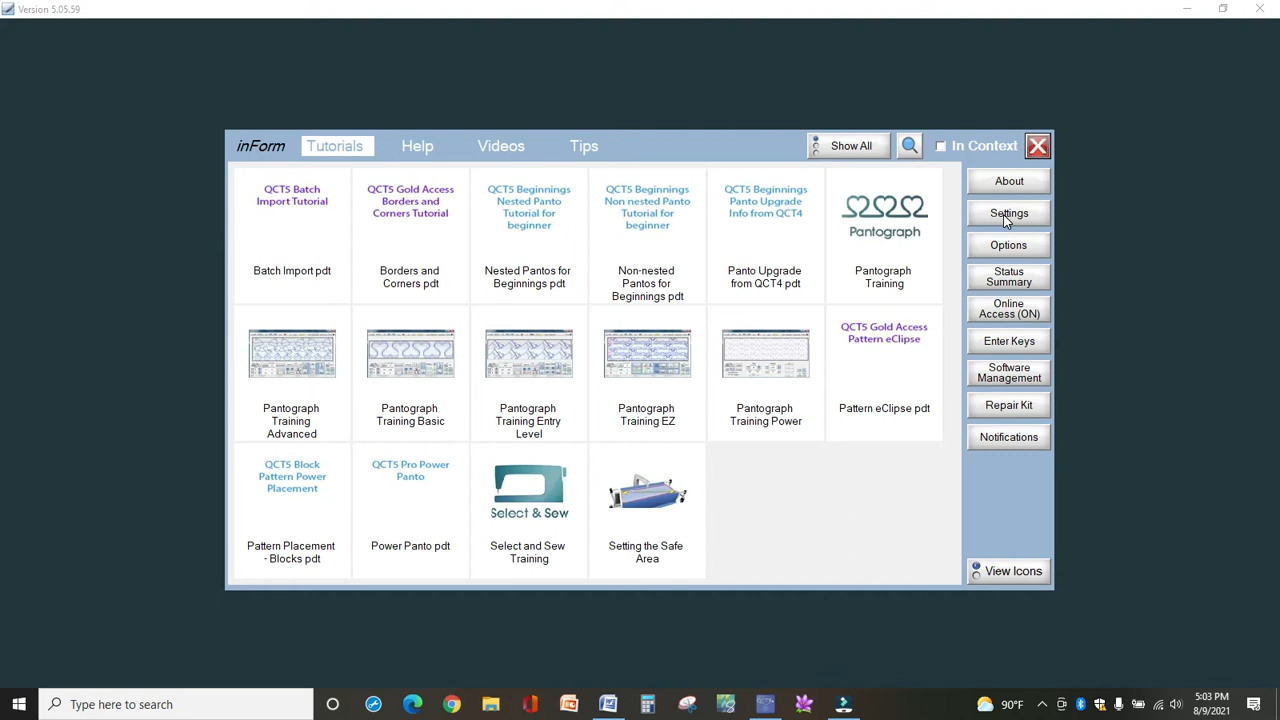 Version 5.05.59
inForm
Tutorials
Help
Videos
Tips
Show All
In Context
QCT5 Batch
Import Tutorial
Batch Import pdt
QCT5 Gold Access
Borders and
Corners Tutorial
Borders and
Corners pdt
QCT5 Beginnings
Nested Panto
Tutorial for
beginner
Nested Pantos for
Beginnings pdt
QCT5 Beginnings
Non nested Panto
Tutorial for
beginner
Non-nested
Pantos for
Beginnings pdt
QCT5 Beginnings
Panto Upgrade
Info from QCT4
Panto Upgrade
from QCT4 pdt
Pantograph
Pantograph
Training
Pantograph
Training
Advanced
Pantograph
Training Basic
Pantograph
Training Entry
Level
Pantograph
Training EZ
Pantograph
Training Power
QCT5 Gold Access
Pattern eClipse
Pattern eClipse pdt
QCT5 Block
Pattern Power
Placement
Pattern Placement
- Blocks pdt
QCT5 Pro Power
Panto
Power Panto pdt
Select & Sew
Select and Sew
Training
Setting the Safe
Area
About
Settings
Options
Status
Summary
Online
Access (ON)
Enter Keys
Software
Management
Repair Kit
Notifications
View Icons
Type here to search
90°F
5:03 PM
8/9/2021